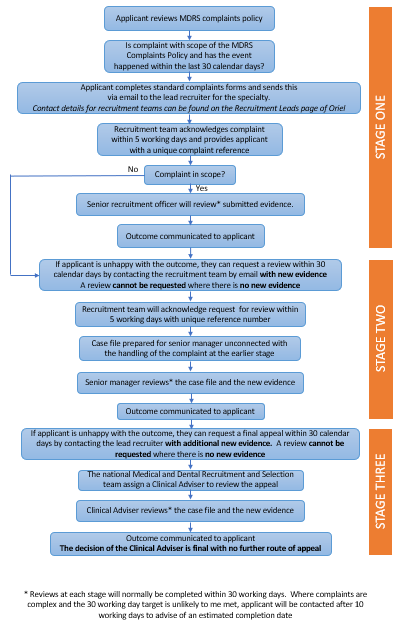 Applicant reviews MDRS complaints policy
Is complaint with scope of the MDRS
Complaints Policy and has the event
happened within the last 30 calendar days?
Applicant completes standard complaints forms and sends this
via email to the lead recruiter for the specialty.
Contact details for recruitment teams can be found on the Recruitment Leads page of Oriel
Recruitment team acknowledges complaint
within 5 working days and provides applicant
with a unique complaint reference
No
Complaint in scope?
Yes
Senior recruitment officer will review* submitted evidence.
Outcome communicated to applicant
STAGE ONE
If applicant is unhappy with the outcome, they can request a review within 30
calendar days by contacting the recruitment team by email with new evidence
A review cannot be requested where there is no new evidence
Recruitment team will acknowledge request for review within
5 working days with unique reference number
Case file prepared for senior manager unconnected with
the handling of the complaint at the earlier stage
Senior manager reviews* the case file and the new evidence
Outcome communicated to applicant
STAGE TWO
If applicant is unhappy with the outcome, they can request a final appeal within 30 calendar
days by contacting the lead recruiter with additional new evidence. A review cannot be
requested where there is no new evidence
The national Medical and Dental Recruitment and Selection
team assign a Clinical Adviser to review the appeal
Clinical Adviser reviews* the case file and the new evidence
Outcome communicated to applicant
The decision of the Clinical Adviser is final with no further route of appeal
STAGE THREE
* Reviews at each stage will normally be completed within 30 working days. Where complaints are
complex and the 30 working day target is unlikely to me met, applicant will be contacted after 10
working days to advise of an estimated completion date